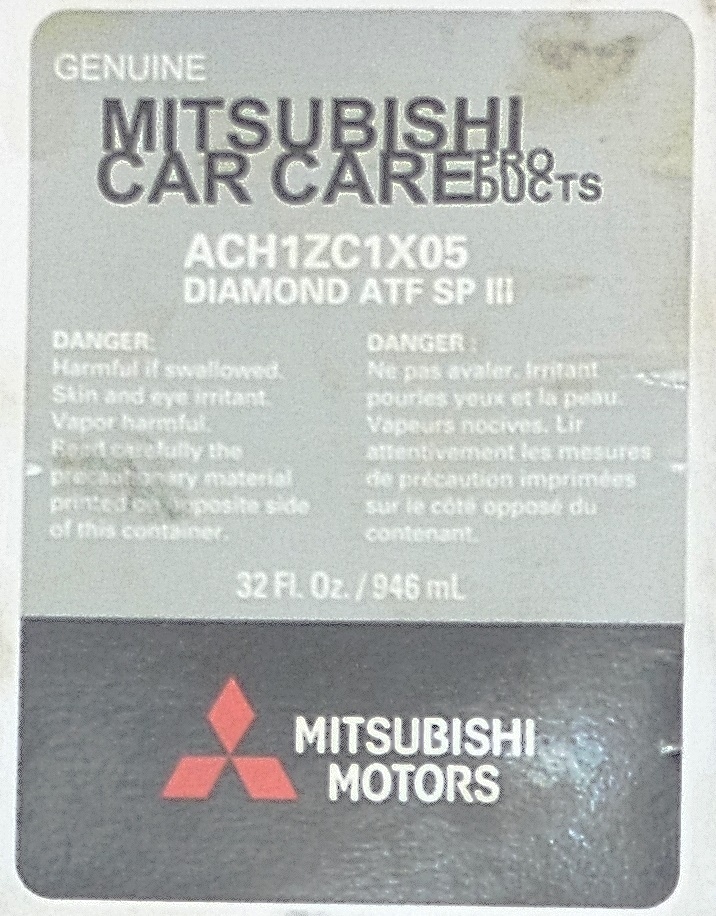 GENUINE
MITSUBISHI
CAR CARE PRO
DUCTS
ACH1ZC1X05
DIAMOND ATF SP III
DANGER:
Harmful if swallowed.
Skin and eye irritant.
Vapor harmful.
Read carefully the
precautionary material
printed on opposite side
of this container.
DANGER :
Ne pas avaler. Irritant
pourles yeux et la peau.
Vapeurs nocives. Lir
attentivement les mesures
de précaution imprimées
sur le côté opposé du
contenant.
32 Fl. Oz. / 946 mL
MITSUBISHI
MOTORS